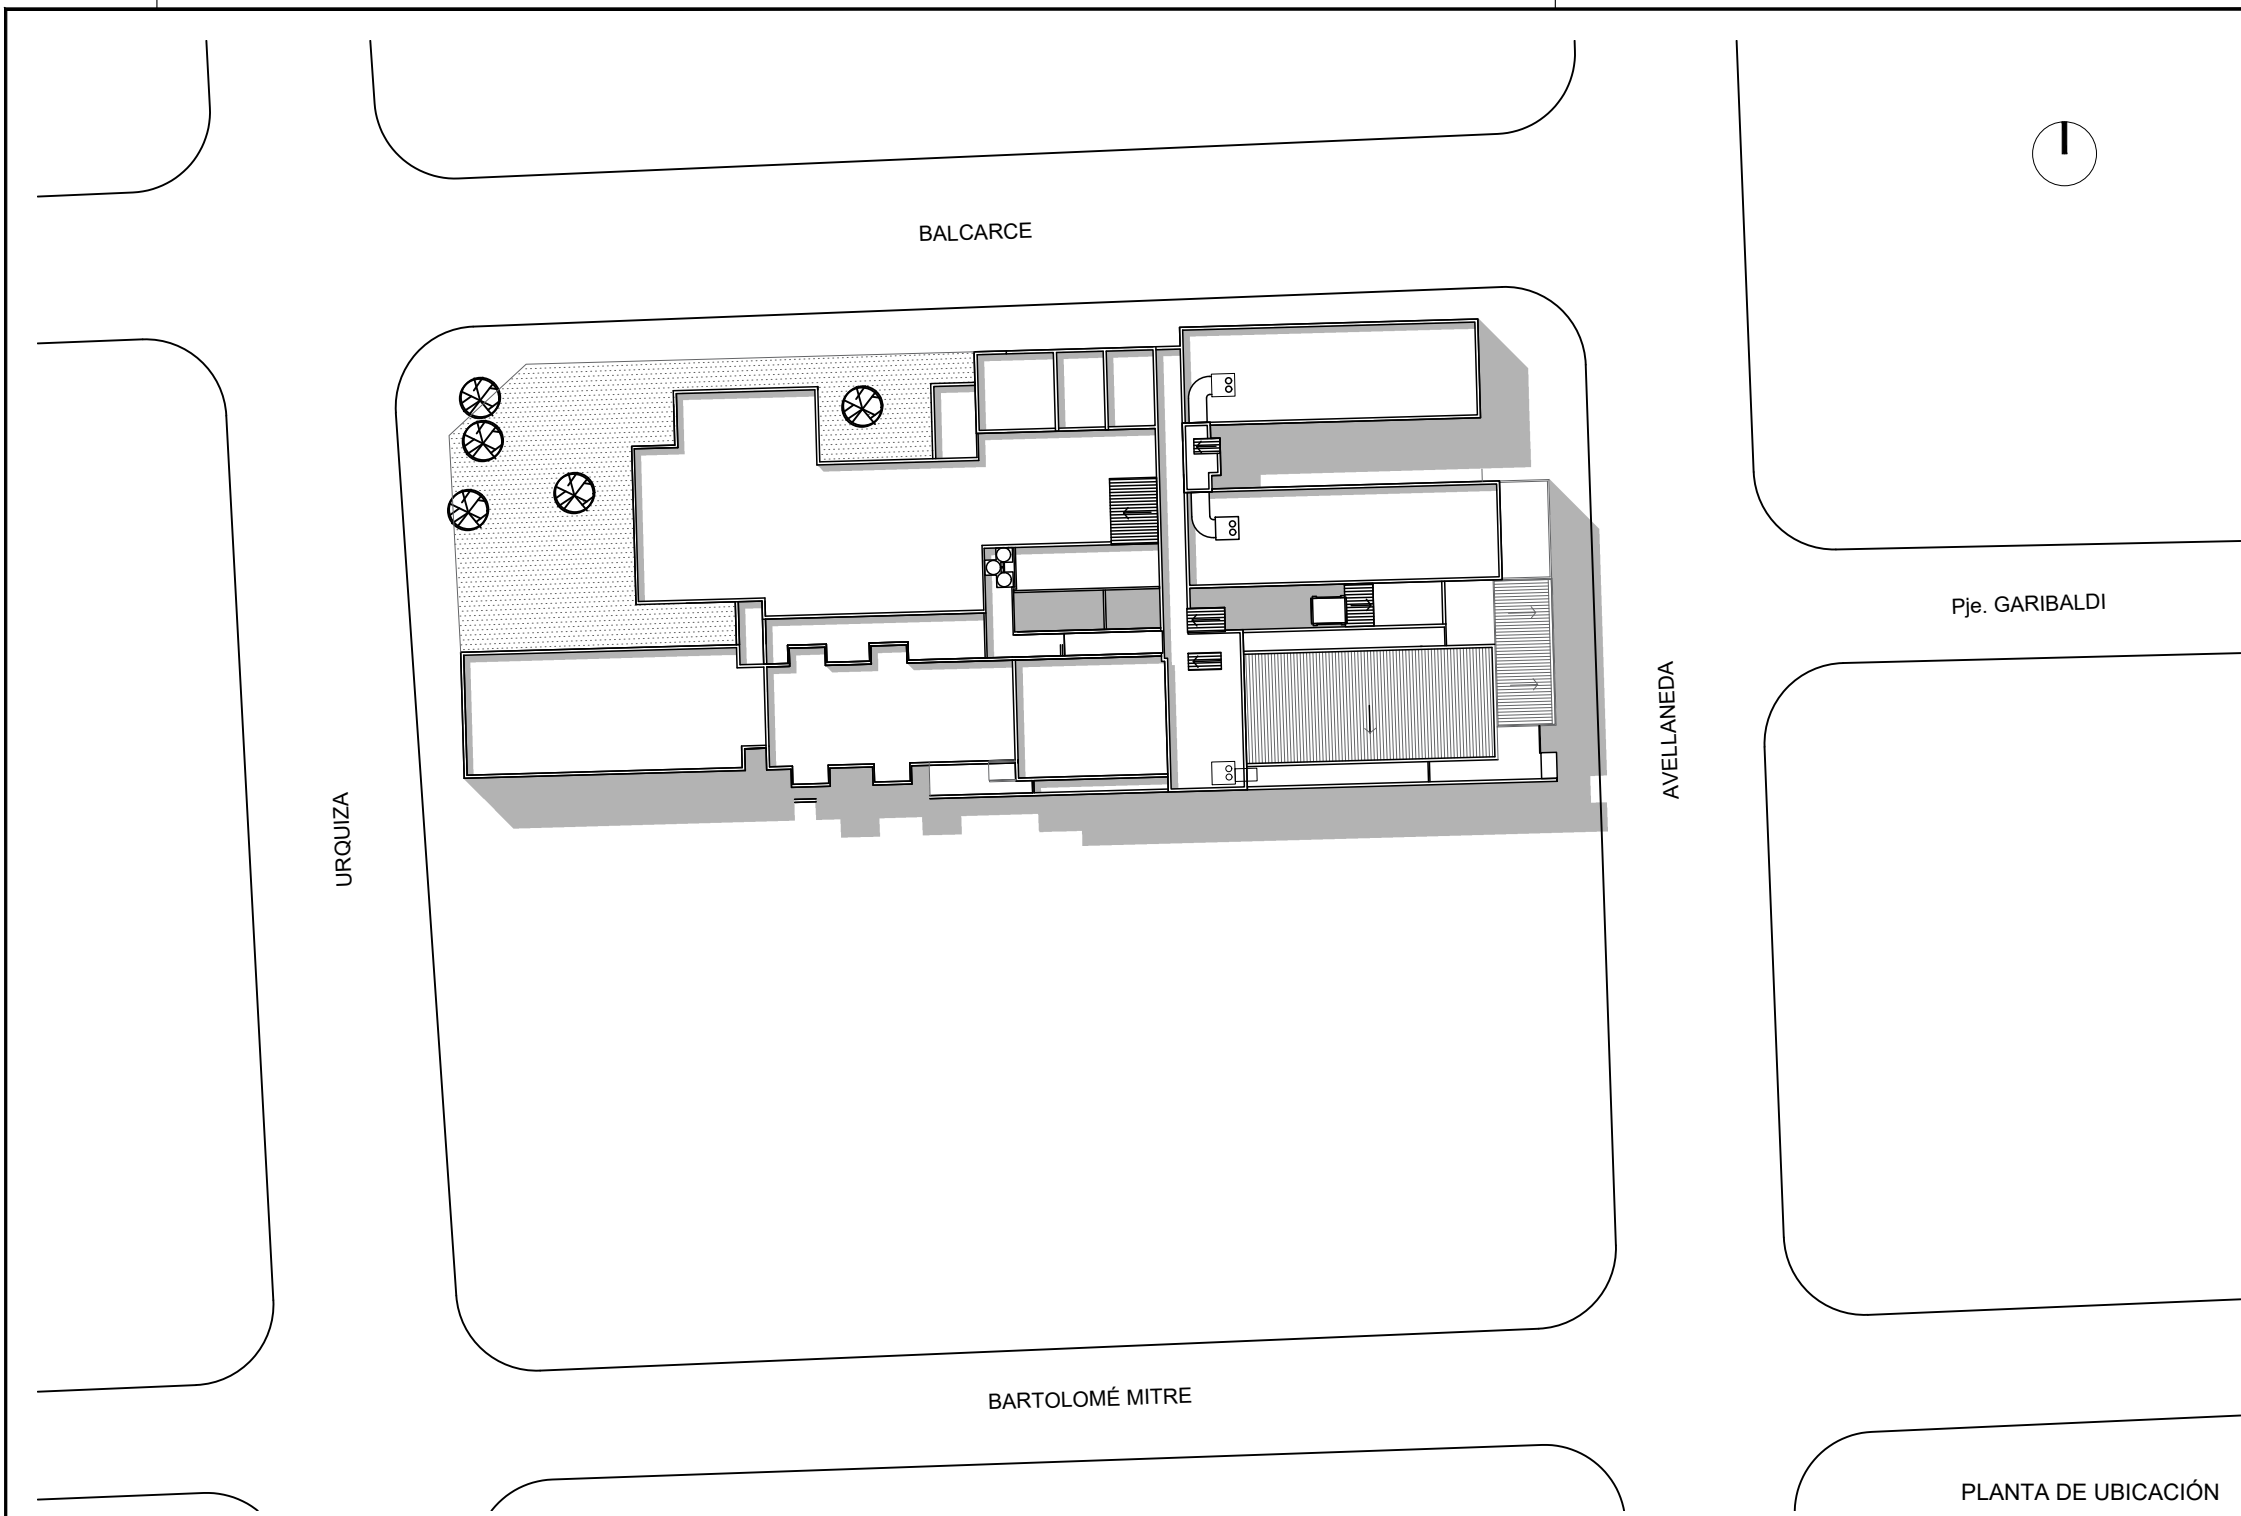 BALCARCE
Pje. GARIBALDI
AVELLANEDA
URQUIZA
BARTOLOMÉ MITRE
PLANTA DE UBICACIÓN